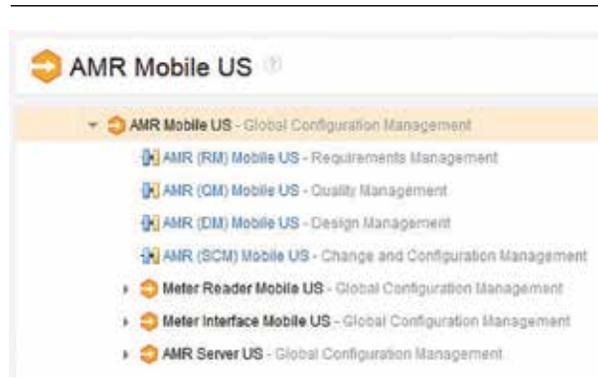 AMR Mobile US
AMR Mobile US - Global Configuration Management
AMR (RM) Mobile US - Requirements Management
AMR (QM) Mobile US - Quality Management
AMR (DM) Mobile US - Design Management
AMR (SCM) Mobile US - Change and Configuration Management
Meter Reader Mobile US - Global Configuration Management
Meter Interface Mobile US - Global Configuration Management
AMR Server US - Global Configuration Management